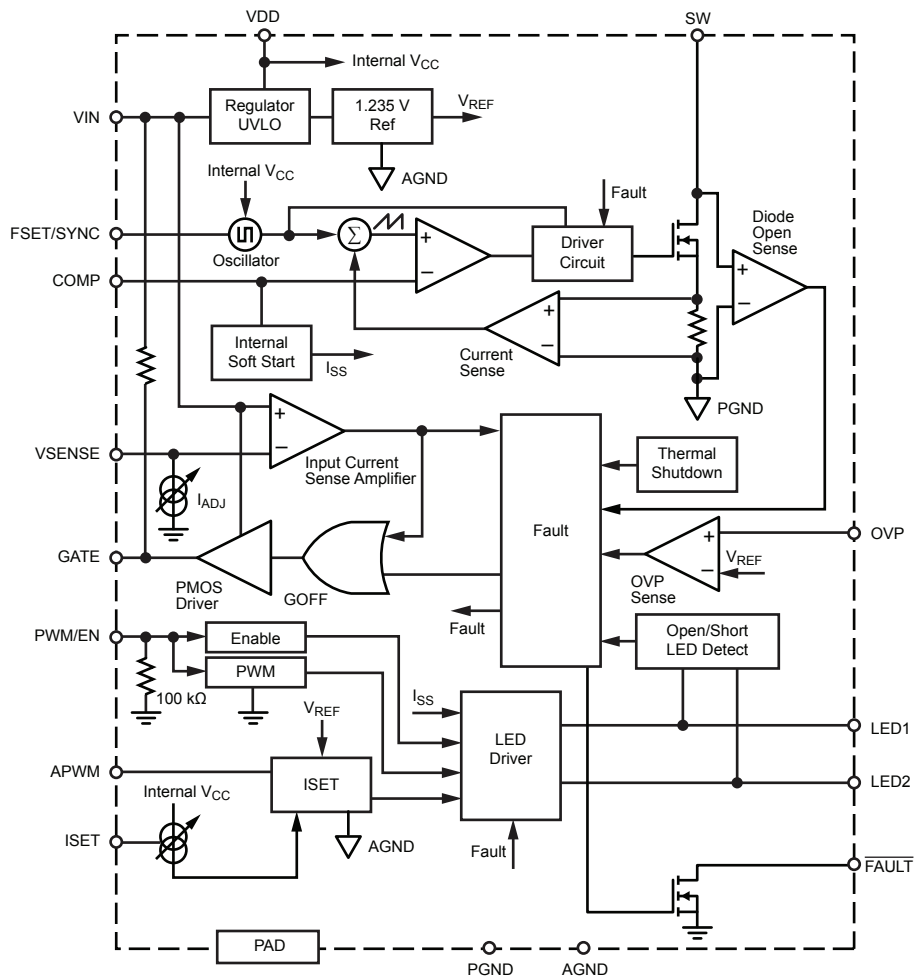 VDD
SW
Internal VCC
VIN
Regulator
UVLO
1.235 V
Ref
VREF
AGND
Internal VCC
Fault
FSET/SYNC
Oscillator
Σ
+
−
Driver
Circuit
Diode
Open
Sense
+
−
COMP
Internal
Soft Start
ISS
+
−
Current
Sense
PGND
+
−
VSENSE
Input Current
Sense Amplifier
IADJ
Thermal
Shutdown
Fault
GATE
PMOS
Driver
GOFF
+
−
VREF
OVP
OVP
Sense
Fault
PWM/EN
Enable
PWM
100 kΩ
Open/Short
LED Detect
ISS
VREF
LED
Driver
LED1
LED2
APWM
ISET
Internal VCC
AGND
ISET
Fault
FAULT
PAD
PGND
AGND